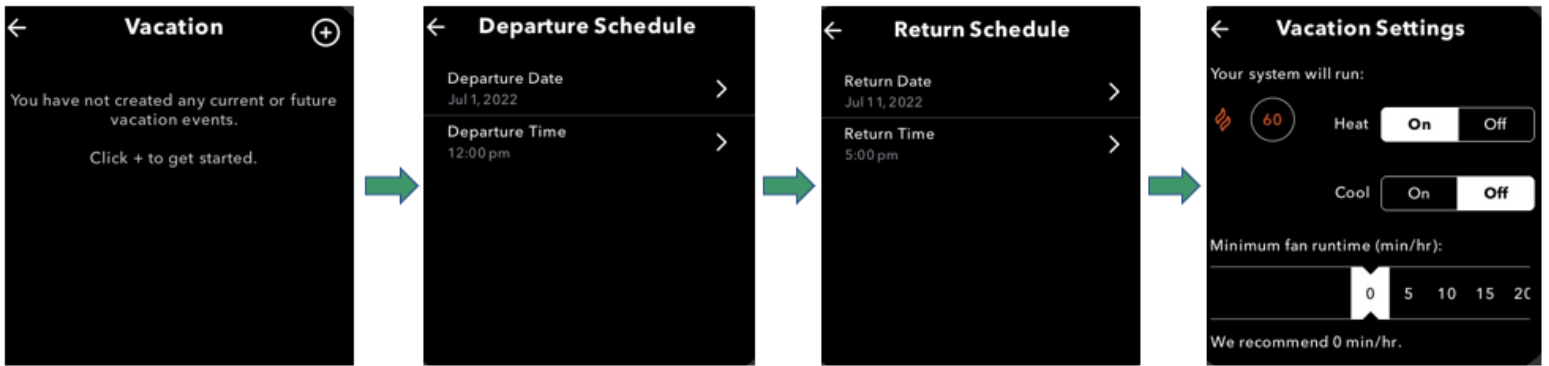 Vacation
You have not created any current or future
vacation events.
Click + to get started.
Departure Schedule
Departure Date
Jul 1, 2022
Departure Time
12:00 pm
Return Schedule
Return Date
Jul 11, 2022
Return Time
5:00 pm
Vacation Settings
Your system will run:
60
Heat On Off
Cool On Off
Minimum fan runtime (min/hr):
0 5 10 15 20
We recommend 0 min/hr.